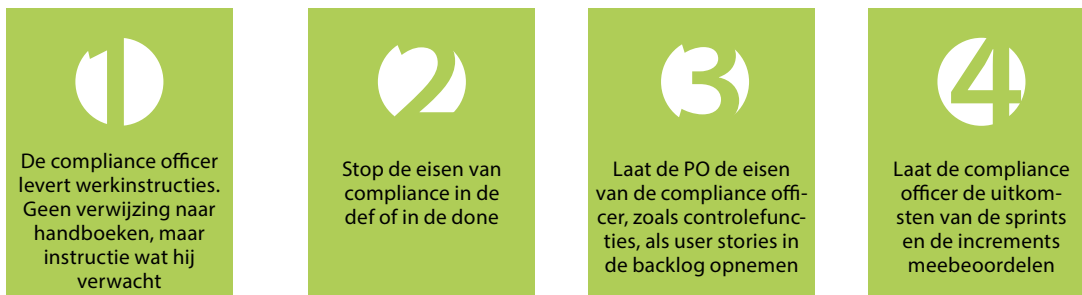 1
De compliance officer
levert werkinstructies.
Geen verwijzing naar
handboeken, maar
instructie wat hij
verwacht
2
Stop de eisen van
compliance in de
def of in de done
3
Laat de PO de eisen
van de compliance offi-
cer, zoals controlefunc-
ties, als user stories in
de backlog opnemen
4
Laat de compliance
officer de uitkom-
sten van de sprints
en de increments
meebeoordelen